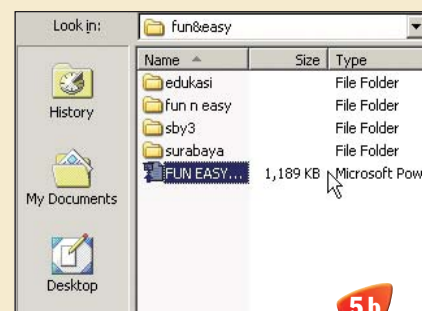 Look in: fun&easy
Name Size Type
edukasi File Folder
fun n easy File Folder
sby3 File Folder
surabaya File Folder
FUN EASY... 1,189 KB Microsoft Pow
History
My Documents
Desktop
5b